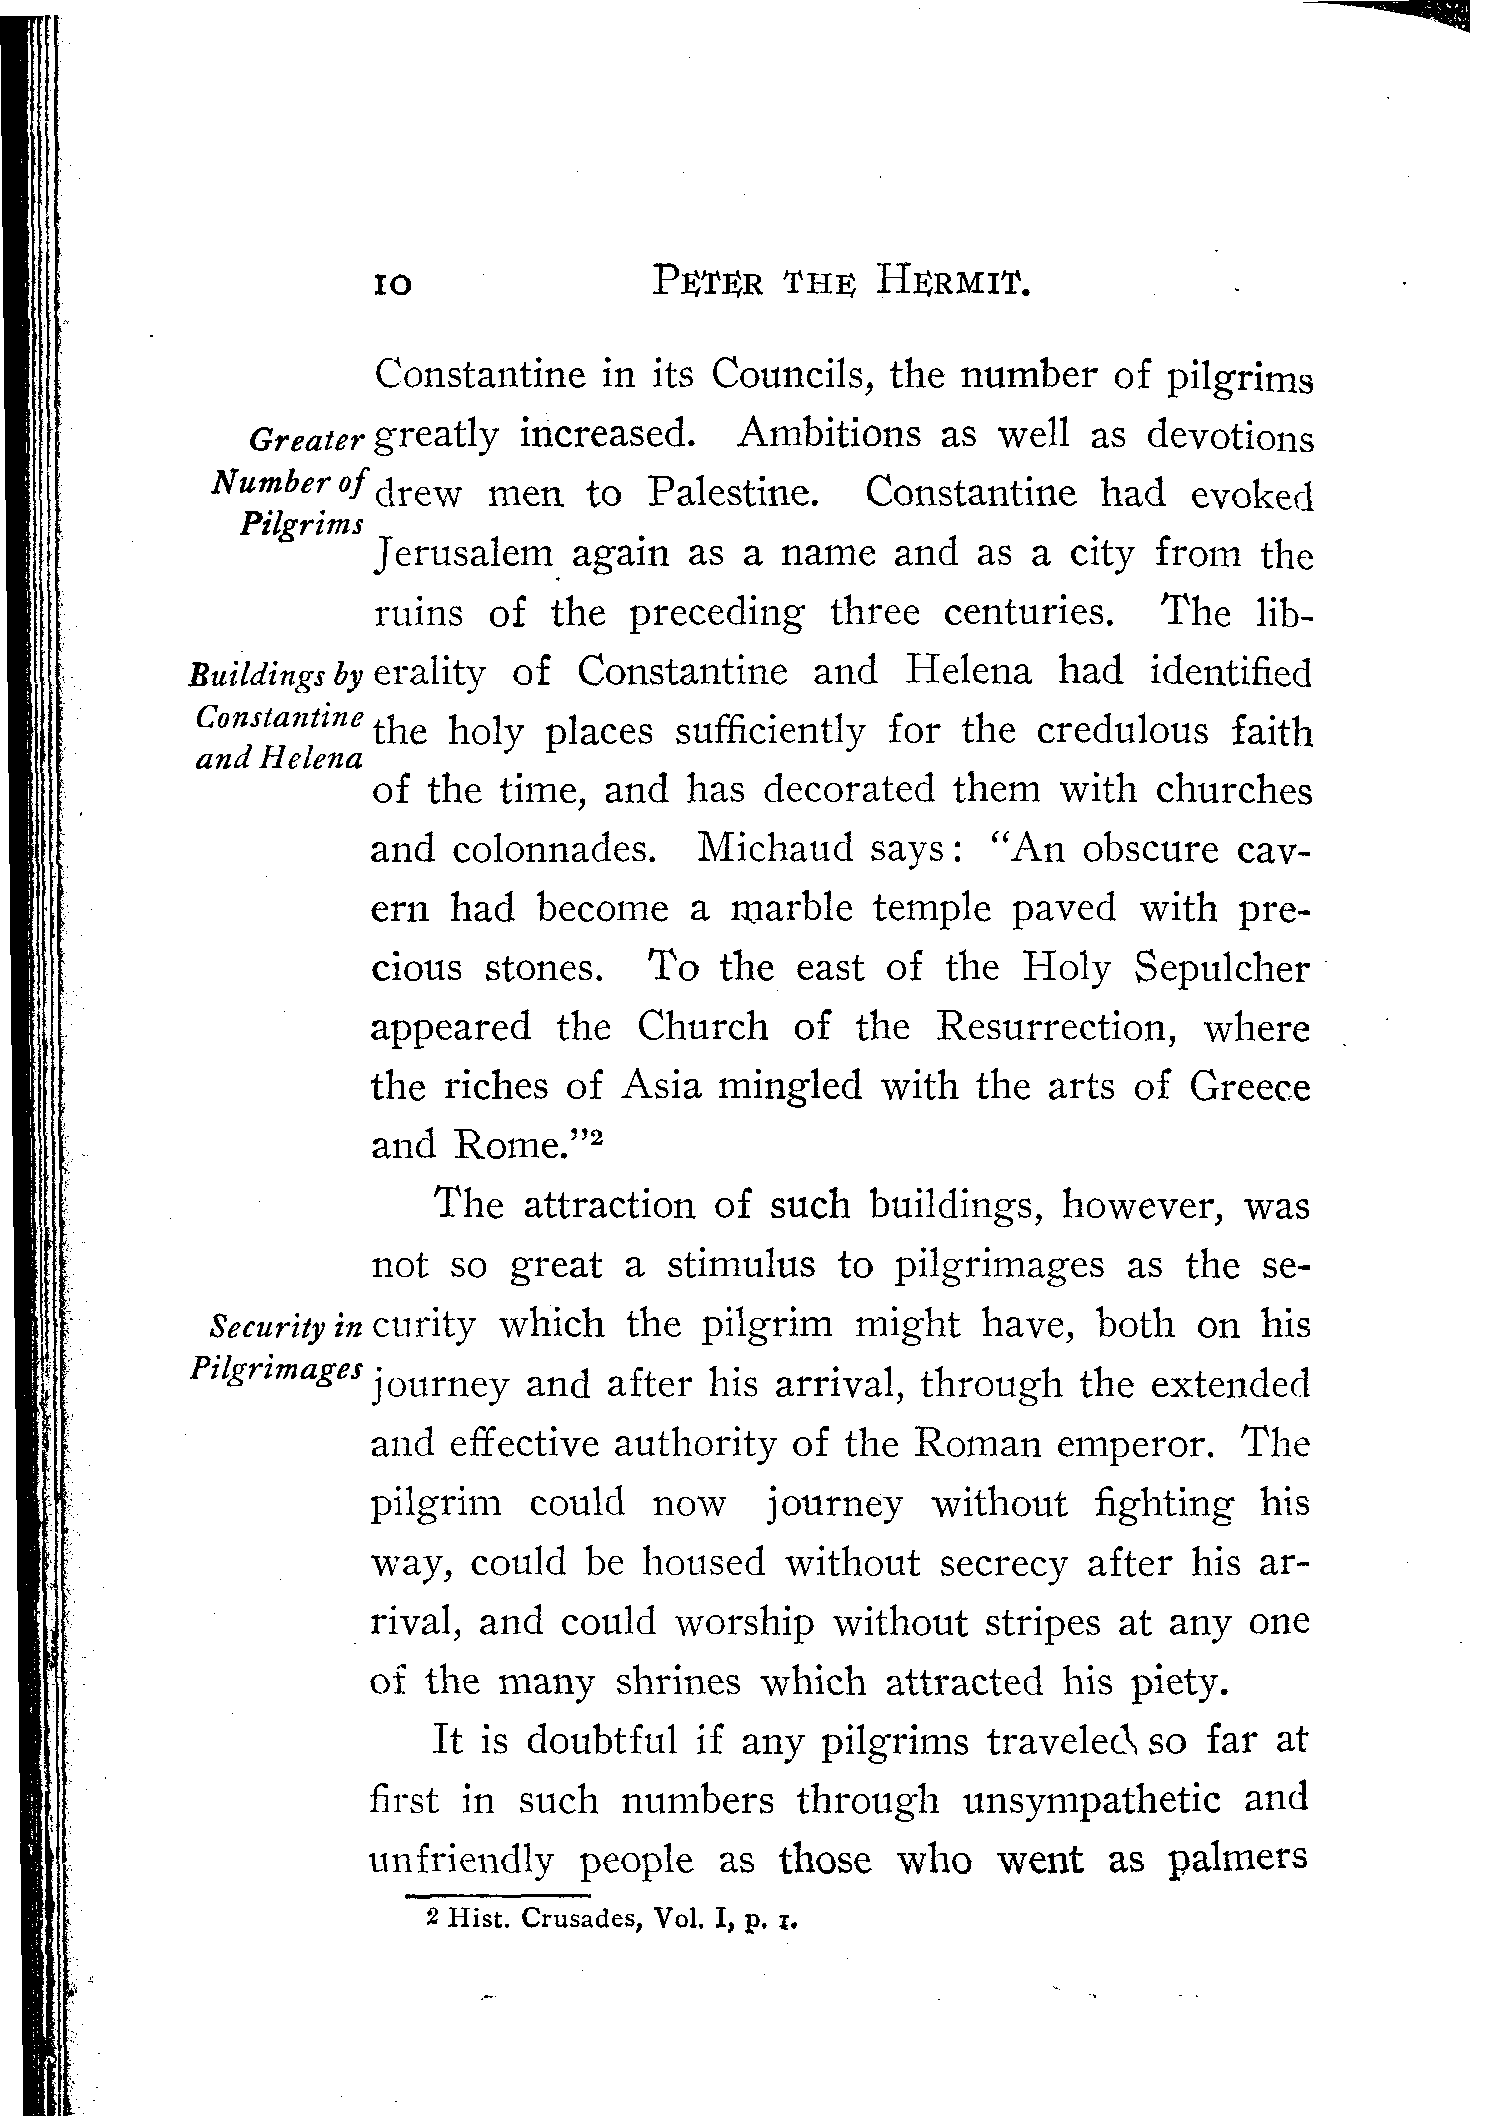 10 PETER THE HERMIT.
Constantine in its Councils, the number of pilgrims
Greater
Number of
Pilgrims
greatly increased. Ambitions as well as devotions
drew men to Palestine. Constantine had evoked
Jerusalem again as a name and as a city from the
ruins of the preceding three centuries. The lib-
Buildings by
Constantine
and Helena
erality of Constantine and Helena had identified
the holy places sufficiently for the credulous faith
of the time, and has decorated them with churches
and colonnades. Michaud says: "An obscure cav-
ern had become a marble temple paved with pre-
cious stones. To the east of the Holy Sepulcher
appeared the Church of the Resurrection, where
the riches of Asia mingled with the arts of Greece
and Rome."²
The attraction of such buildings, however, was
not so great a stimulus to pilgrimages as the se-
Security in
Pilgrimages
curity which the pilgrim might have, both on his
journey and after his arrival, through the extended
and effective authority of the Roman emperor. The
pilgrim could now journey without fighting his
way, could be housed without secrecy after his ar-
rival, and could worship without stripes at any one
of the many shrines which attracted his piety.
It is doubtful if any pilgrims traveled so far at
first in such numbers through unsympathetic and
unfriendly people as those who went as palmers
2 Hist. Crusades, Vol. I, p. 1.